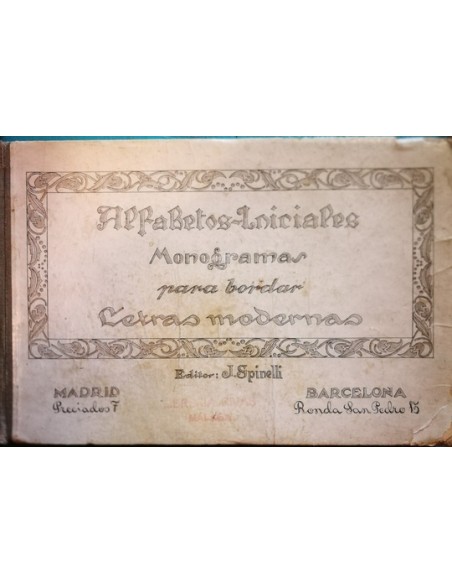 Alfabetos-Iniciales
Monogramas
para bordar
Letras modernas
Editor: J. Spinelli
MADRID
Preciados 7
BARCELONA
Ronda San Pedro 15